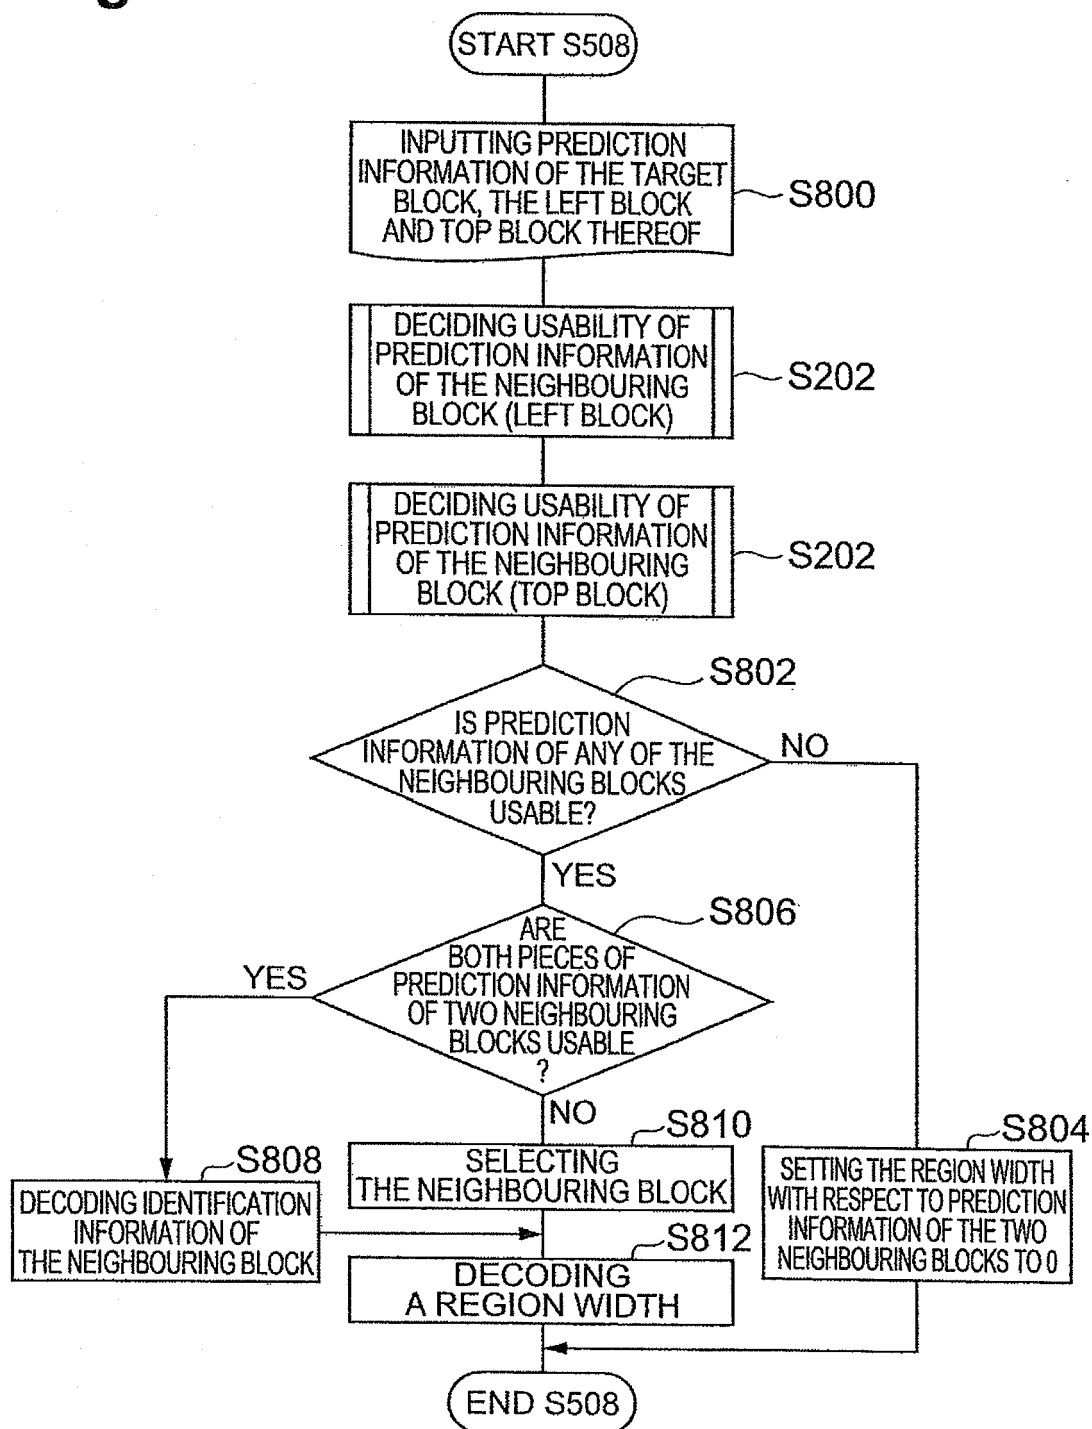 START S508
INPUTTING PREDICTION
INFORMATION OF THE TARGET
BLOCK, THE LEFT BLOCK
AND TOP BLOCK THEREOF
S800
DECIDING USABILITY OF
PREDICTION INFORMATION
OF THE NEIGHBOURING
BLOCK (LEFT BLOCK)
S202
DECIDING USABILITY OF
PREDICTION INFORMATION
OF THE NEIGHBOURING
BLOCK (TOP BLOCK)
S202
S802
IS PREDICTION
INFORMATION OF ANY OF THE
NEIGHBOURING BLOCKS
USABLE?
NO
YES
S806
ARE
BOTH PIECES OF
PREDICTION INFORMATION
OF TWO NEIGHBOURING
BLOCKS USABLE
?
YES
NO
S810
SELECTING
THE NEIGHBOURING BLOCK
S804
SETTING THE REGION WIDTH
WITH RESPECT TO PREDICTION
INFORMATION OF THE TWO
NEIGHBOURING BLOCKS TO 0
S808
DECODING IDENTIFICATION
INFORMATION OF
THE NEIGHBOURING BLOCK
S812
DECODING
A REGION WIDTH
END S508